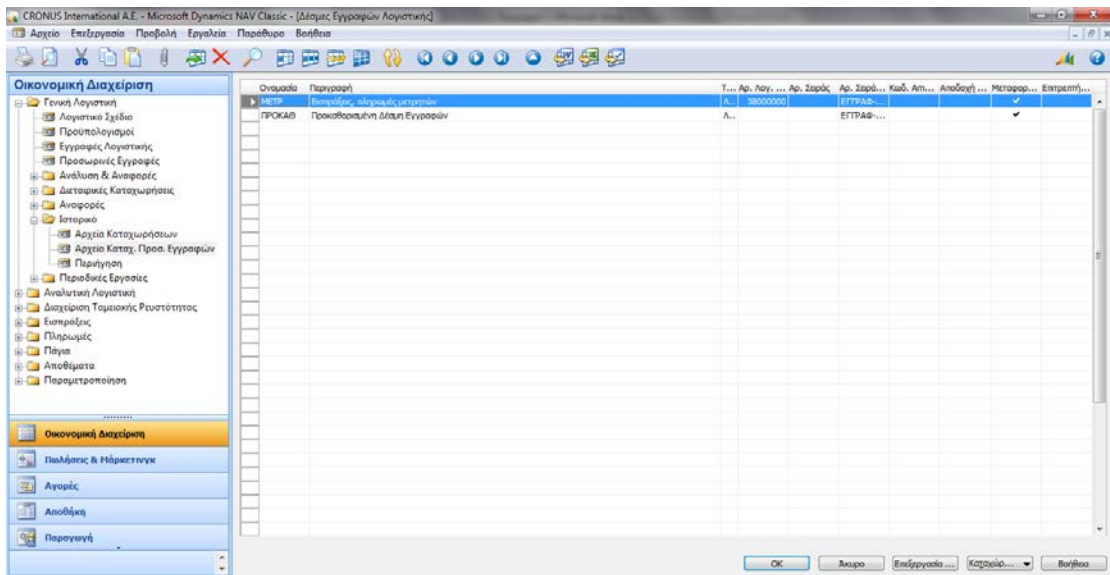 CRONUS International A.E. - Microsoft Dynamics NAV Classic - [Δέσμες Εγγραφών Λογιστικής]
Αρχείο Επεξεργασία Προβολή Εργαλεία Παράθυρο Βοήθεια
Οικονομική Διαχείριση
Γενική Λογιστική
Λογιστικό Σχέδιο
Προϋπολογισμοί
Εγγραφές Λογιστικής
Προσωρινές Εγγραφές
Ανάλυση & Αναφορές
Διεταιρικές Καταχωρήσεις
Αναφορές
Ιστορικό
Αρχεία Καταχωρήσεων
Αρχείο Καταχ. Προσ. Εγγραφών
Περιήγηση
Περιοδικές Εργασίες
Αναλυτική Λογιστική
Διαχείριση Ταμειακής Ρευστότητας
Εισπράξεις
Πληρωμές
Πάγια
Αποθέματα
Παραμετροποίηση
Οικονομική Διαχείριση
Πωλήσεις & Μάρκετινγκ
Αγορές
Αποθήκη
Παραγωγή
Ονομασία Περιγραφή Τ... Αρ. Λογ. ... Αρ. Σειράς Αρ. Σειρά... Κωδ. Αιτ... Αποδοχή ... Μεταφορ... Επιτρεπτή...
ΜΕΤΡ Εισπράξεις, πληρωμές μετρητών Λ... 38000000 ΕΓΓΡΑΦ-...
ΠΡΟΚΑΘ Προκαθορισμένη Δέσμη Εγγραφών Λ... ΕΓΓΡΑΦ-...
OK Άκυρο Επεξεργασία ... Καταχώρ... Βοήθεια